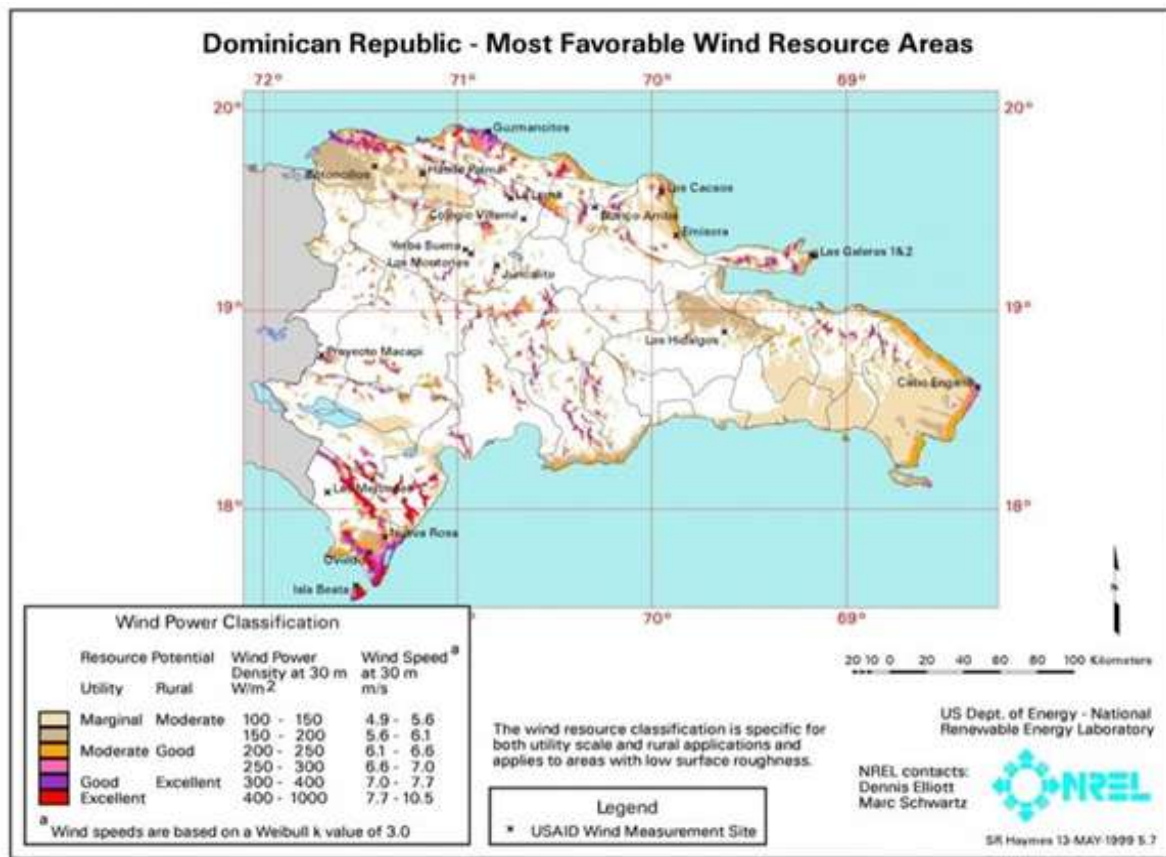 Dominican Republic - Most Favorable Wind Resource Areas
72° 71° 70° 69°
20° 20°
Guzmancitos
Botoncillos
Hatillo Palma
La Loma
Los Cacaos
Colegio Villamil
Blanco Arriba
Emisora
Yerba Buena
Los Montones
Las Galeras 1&2
Juncalito
19° 19°
Los Hidalgos
Proyecto Macapi
Cabo Engaño
18° 18°
Las Mercedes
Nueva Rosa
Oviedo
Isla Beata
70° 69°
Wind Power Classification
Resource Potential Wind Power Density at 30 m W/m2 Wind Speed a at 30 m m/s
Utility Rural
Marginal Moderate 100 - 150 4.9 - 5.6
150 - 200 5.6 - 6.1
Moderate Good 200 - 250 6.1 - 6.6
250 - 300 6.6 - 7.0
Good Excellent 300 - 400 7.0 - 7.7
Excellent 400 - 1000 7.7 - 10.5
a Wind speeds are based on a Weibull k value of 3.0
The wind resource classification is specific for
both utility scale and rural applications and
applies to areas with low surface roughness.
Legend
× USAID Wind Measurement Site
20 10 0 20 40 60 80 100 Kilometers
US Dept. of Energy - National
Renewable Energy Laboratory
NREL contacts:
Dennis Elliott
Marc Schwartz
NREL
SR Haymes 13-MAY-1999 5.7